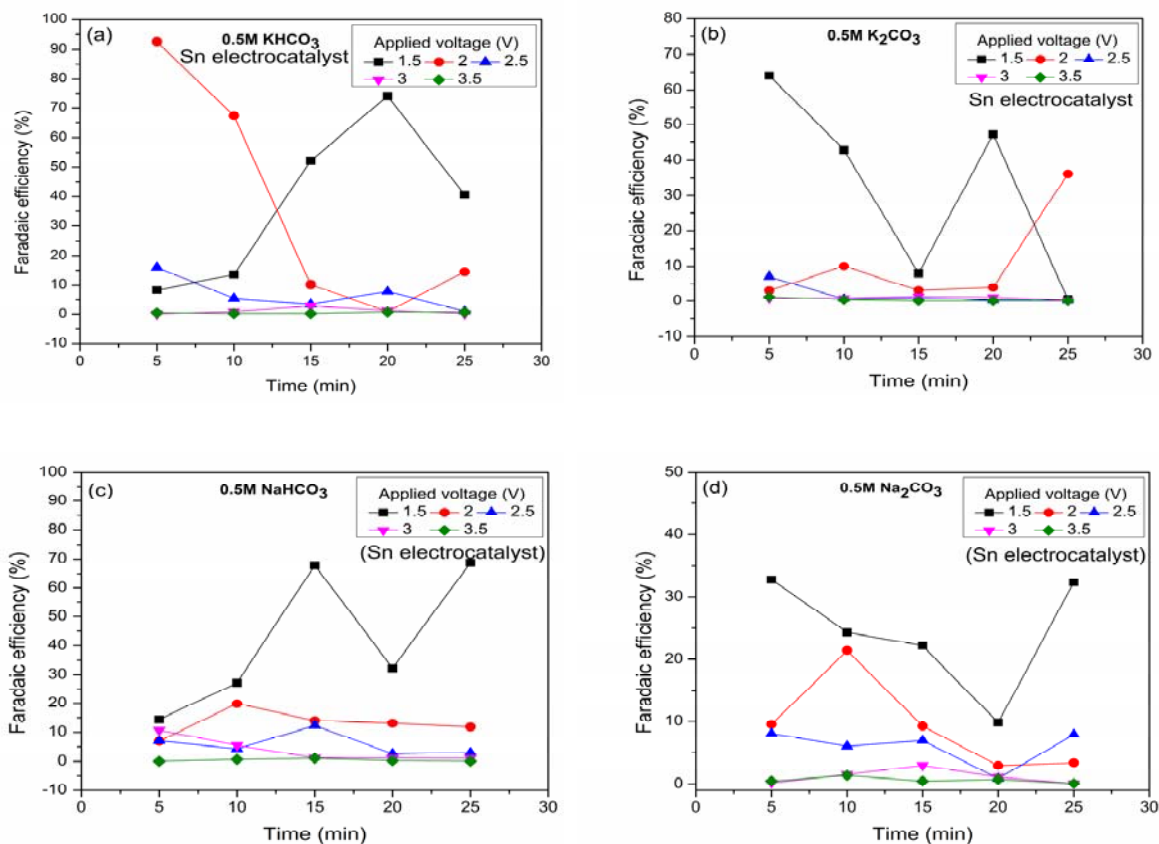 (a)
0.5M KHCO3
Sn electrocatalyst
Applied voltage (V)
1.5 2 2.5
3 3.5
Faradaic efficiency (%)
100
90
80
70
60
50
40
30
20
10
0
-10
0 5 10 15 20 25 30
Time (min)
(b)
0.5M K2CO3
Applied voltage (V)
1.5 2 2.5
3 3.5
Sn electrocatalyst
Faradaic efficiency (%)
80
70
60
50
40
30
20
10
0
-10
0 5 10 15 20 25 30
Time (min)
(c)
0.5M NaHCO3
Applied voltage (V)
1.5 2 2.5
3 3.5
(Sn electrocatalyst)
Faradaic efficiency (%)
100
90
80
70
60
50
40
30
20
10
0
-10
0 5 10 15 20 25 30
Time (min)
(d)
0.5M Na2CO3
Applied voltage (V)
1.5 2 2.5
3 3.5
(Sn electrocatalyst)
Faradaic efficiency (%)
50
40
30
20
10
0
0 5 10 15 20 25 30
Time (min)